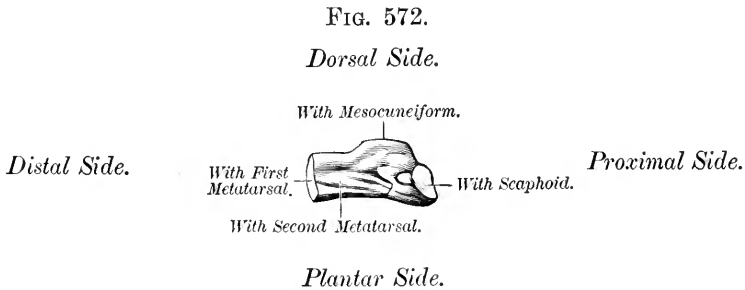 FIG. 572.
Dorsal Side.
With Mesocuneiform.
Distal Side.
Proximal Side.
With First
Metatarsal.
With Scaphoid.
With Second Metatarsal.
Plantar Side.